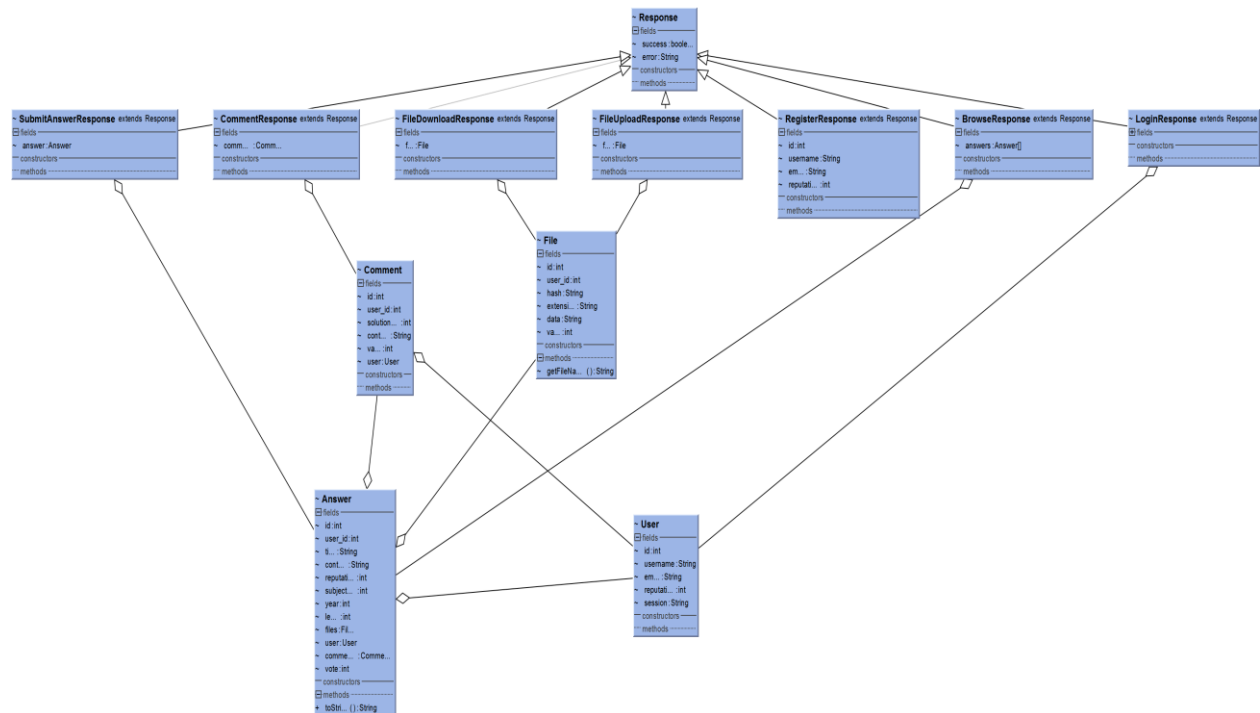 ~ Response
fields
~ success :boole...
~ error :String
constructors
methods
~ SubmitAnswerResponse extends Response
fields
~ answer :Answer
constructors
methods
~ CommentResponse extends Response
fields
~ comm... :Comm...
constructors
methods
~ FileDownloadResponse extends Response
fields
~ f... :File
constructors
methods
~ FileUploadResponse extends Response
fields
~ f... :File
constructors
methods
~ RegisterResponse extends Response
fields
~ id :int
~ username :String
~ em... :String
~ reputati... :int
constructors
methods
~ BrowseResponse extends Response
fields
~ answers :Answer[]
constructors
methods
~ LoginResponse extends Response
fields
constructors
methods
~ File
fields
~ id :int
~ user_id :int
~ hash :String
~ extensi... :String
~ data :String
~ va... :int
constructors
methods
~ getFileNa... ( ) :String
~ Comment
fields
~ id :int
~ user_id :int
~ solution... :int
~ cont... :String
~ va... :int
~ user :User
constructors
methods
~ Answer
fields
~ id :int
~ user_id :int
~ ti... :String
~ cont... :String
~ reputati... :int
~ subject... :int
~ year :int
~ le... :int
~ files :Fil...
~ user :User
~ comme... :Comme...
~ vote :int
constructors
methods
+ toStri... ( ) :String
~ User
fields
~ id :int
~ username :String
~ em... :String
~ reputati... :int
~ session :String
constructors
methods